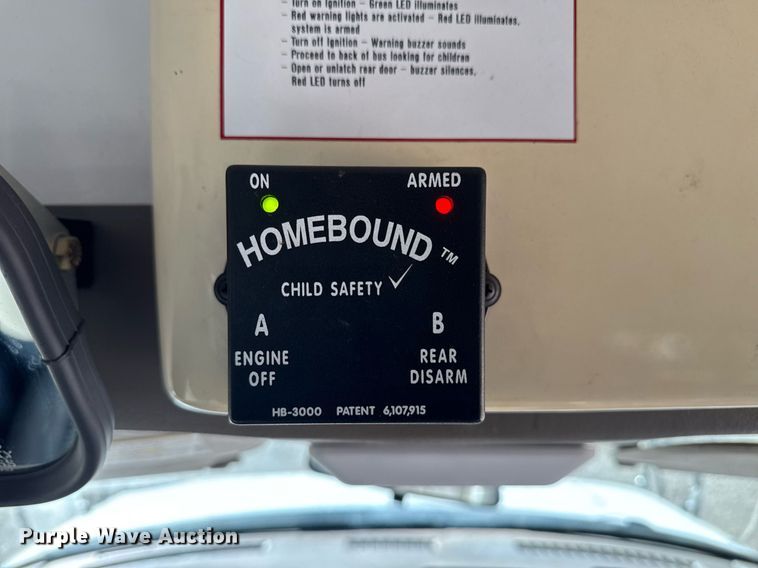 - Turn on Ignition - Green LED illuminates
- Red warning lights are activated - Red LED illuminates,
system is armed
- Turn off Ignition - Warning buzzer sounds
- Proceed to back of bus looking for children
- Open or unlatch rear door - buzzer silences,
Red LED turns off
ON ARMED
HOMEBOUND™
CHILD SAFETY ✓
A B
ENGINE REAR
OFF DISARM
HB-3000 PATENT 6,107,915
Purple Wave Auction